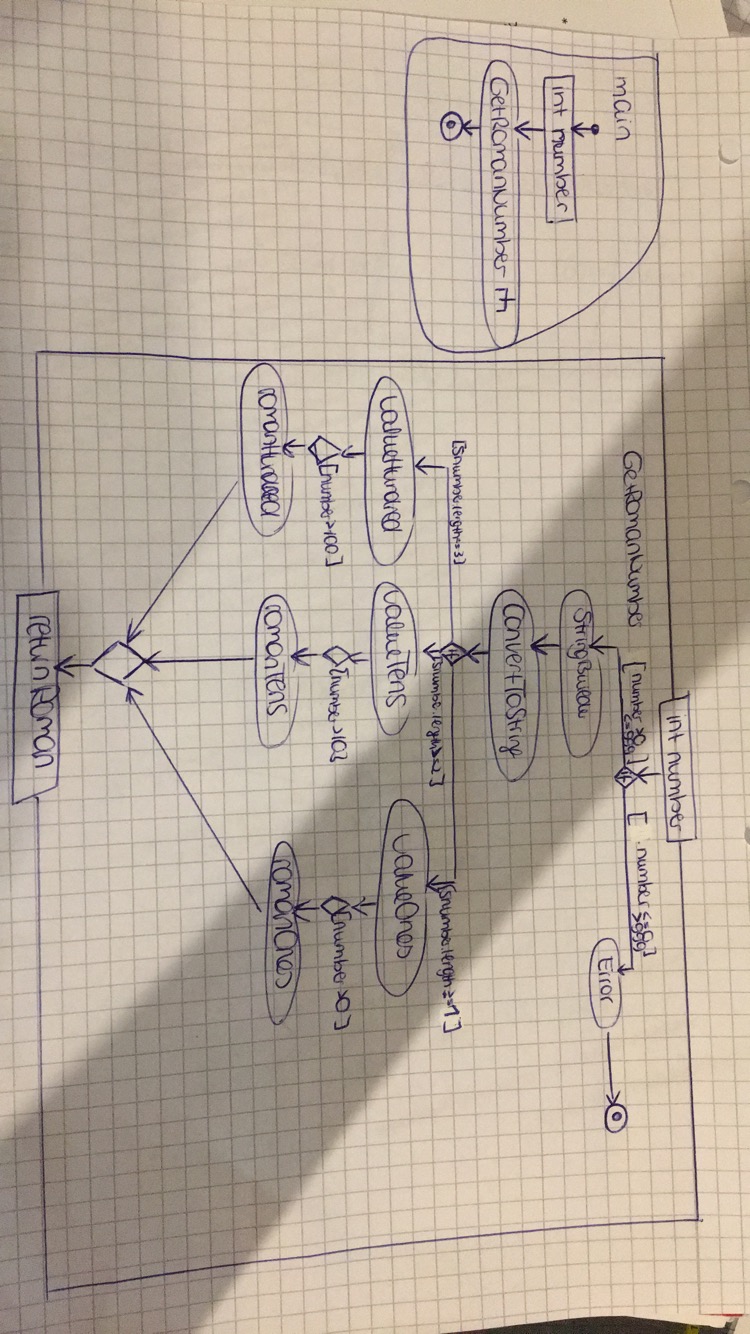 main
int number
GetRomanNumber
GetRomanNumber
int number
[number>0
<=999]
[ .number <=
999]
Error
StringBuilder
ConvertToString
[Snumber.length==3]
[Snumber.length>=2]
[Snumber.length>=1]
valueHundred
valueTens
valueOnes
[number>100]
[number>10]
[number>0]
romanHundred
romanTens
romanOnes
return Roman